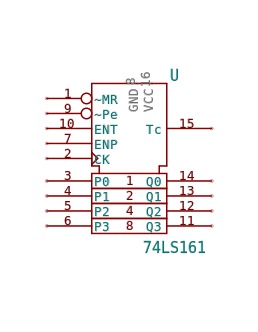 U
GND 8
VCC 16
1 ~MR
9 ~Pe
10 ENT Tc 15
7 ENP
2 CK
3 P0 1 Q0 14
4 P1 2 Q1 13
5 P2 4 Q2 12
6 P3 8 Q3 11
74LS161